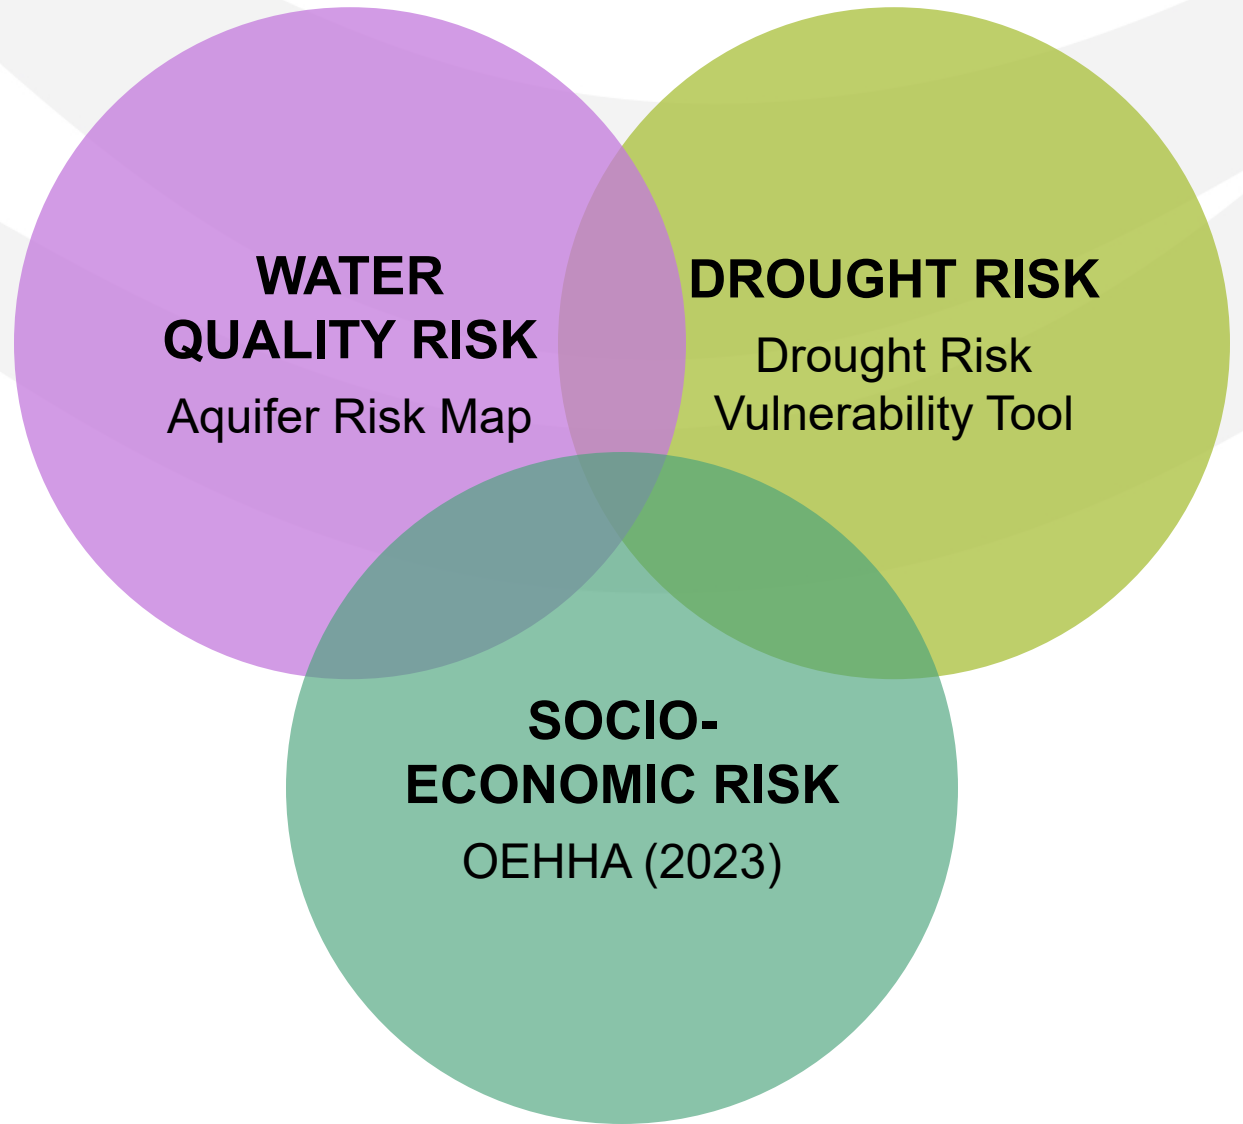 WATER
QUALITY RISK
Aquifer Risk Map
DROUGHT RISK
Drought Risk
Vulnerability Tool
SOCIO-
ECONOMIC RISK
OEHHA (2023)